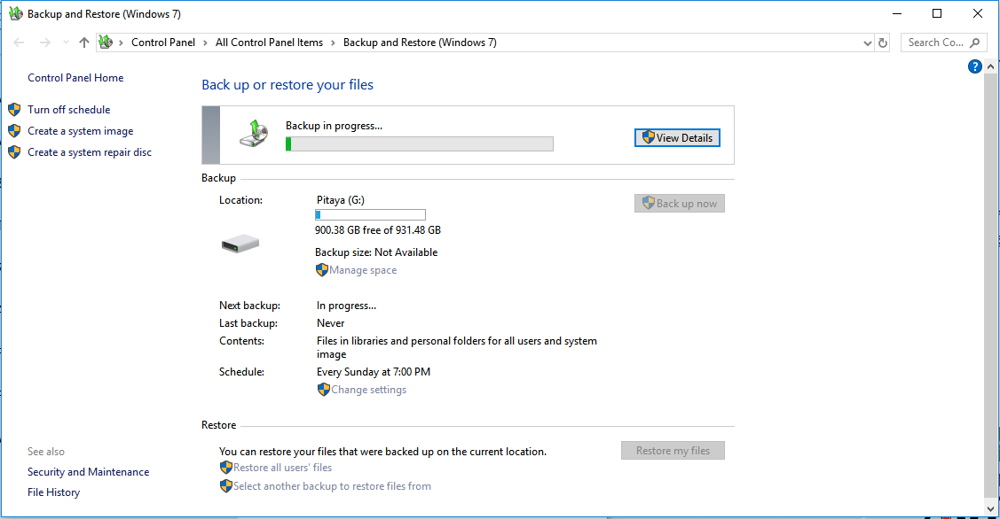 Backup and Restore (Windows 7)
Control Panel > All Control Panel Items > Backup and Restore (Windows 7)
Search Co...
?
Control Panel Home
Turn off schedule
Create a system image
Create a system repair disc
Back up or restore your files
Backup in progress...
View Details
Backup
Location:
Pitaya (G:)
Back up now
900.38 GB free of 931.48 GB
Backup size: Not Available
Manage space
Next backup:
In progress...
Last backup:
Never
Contents:
Files in libraries and personal folders for all users and system
image
Schedule:
Every Sunday at 7:00 PM
Change settings
Restore
You can restore your files that were backed up on the current location.
Restore my files
Restore all users' files
Select another backup to restore files from
See also
Security and Maintenance
File History